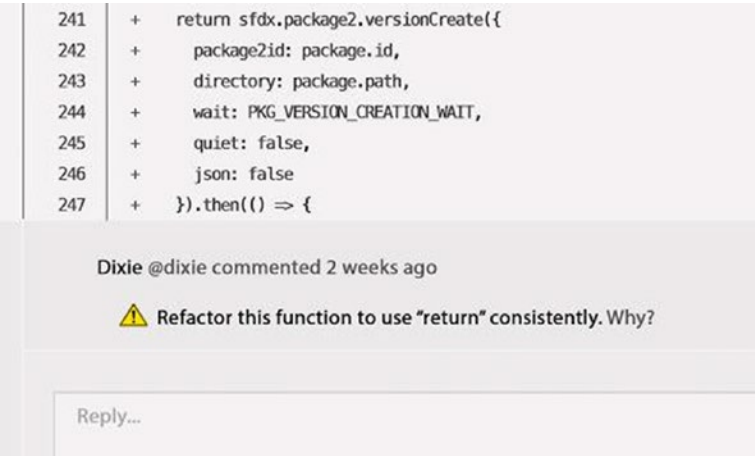 241 + return sfdx.package2.versionCreate({
242 + package2id: package.id,
243 + directory: package.path,
244 + wait: PKG_VERSION_CREATION_WAIT,
245 + quiet: false,
246 + json: false
247 + }).then(() => {
Dixie @dixie commented 2 weeks ago
Refactor this function to use “return” consistently. Why?
Reply...